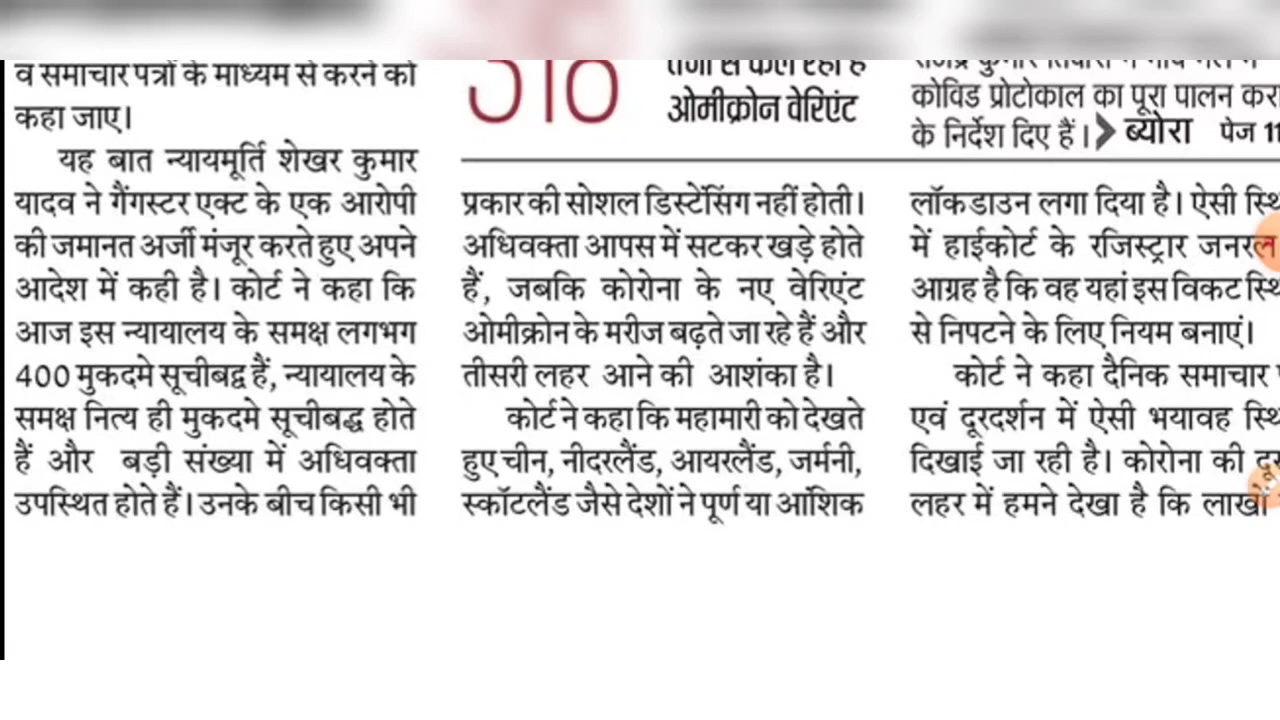 व समाचार पत्रों के माध्यम से करने को
कहा जाए।
यह बात न्यायमूर्ति शेखर कुमार
यादव ने गैंगस्टर एक्ट के एक आरोपी
की जमानत अर्जी मंजूर करते हुए अपने
आदेश में कही है। कोर्ट ने कहा कि
आज इस न्यायालय के समक्ष लगभग
400 मुकदमे सूचीबद्व हैं, न्यायालय के
समक्ष नित्य ही मुकदमे सूचीबद्ध होते
हैं और बड़ी संख्या में अधिवक्ता
उपस्थित होते हैं। उनके बीच किसी भी
तेजी से फैल रहा है
ओमीक्रोन वेरिएंट
प्रकार की सोशल डिस्टेंसिंग नहीं होती।
अधिवक्ता आपस में सटकर खड़े होते
हैं, जबकि कोरोना के नए वेरिएंट
ओमीक्रोन के मरीज बढ़ते जा रहे हैं और
तीसरी लहर आने की आशंका है।
कोर्ट ने कहा कि महामारी को देखते
हुए चीन, नीदरलैंड, आयरलैंड, जर्मनी,
स्कॉटलैंड जैसे देशों ने पूर्ण या आंशिक
कोविड प्रोटोकाल का पूरा पालन
के निर्देश दिए हैं। ब्योरा पेज 11
लॉकडाउन लगा दिया है। ऐसी
में हाईकोर्ट के रजिस्ट्रार जनरल
आग्रह है कि वह यहां इस विकट
से निपटने के लिए नियम बनाएं।
कोर्ट ने कहा दैनिक समाचार
एवं दूरदर्शन में ऐसी भयावह
दिखाई जा रही है। कोरोना की
लहर में हमने देखा है कि लाखों